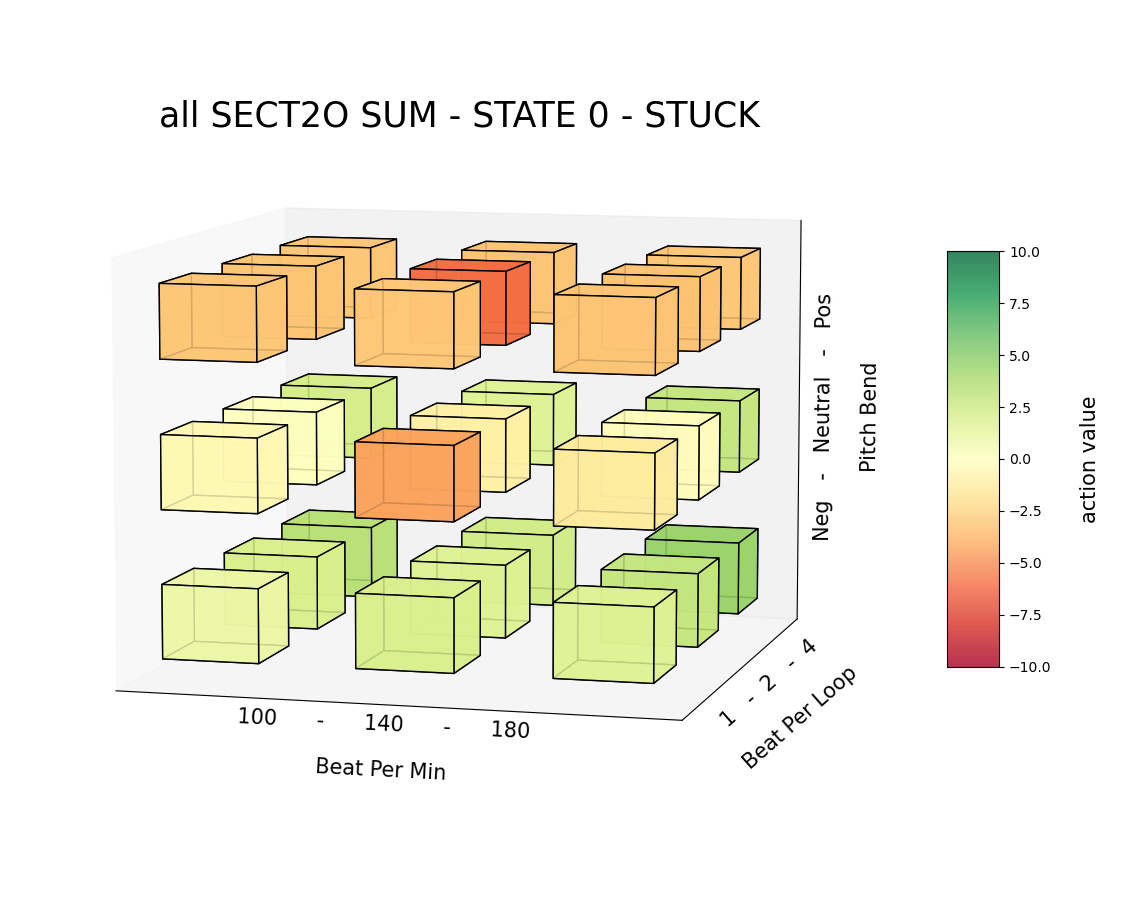 all SECT2O SUM - STATE 0 - STUCK
10.0
7.5
5.0
2.5
0.0
−2.5
−5.0
−7.5
−10.0
action value
Neg - Neutral - Pos
Pitch Bend
1 - 2 - 4
Beat Per Loop
100 - 140 - 180
Beat Per Min